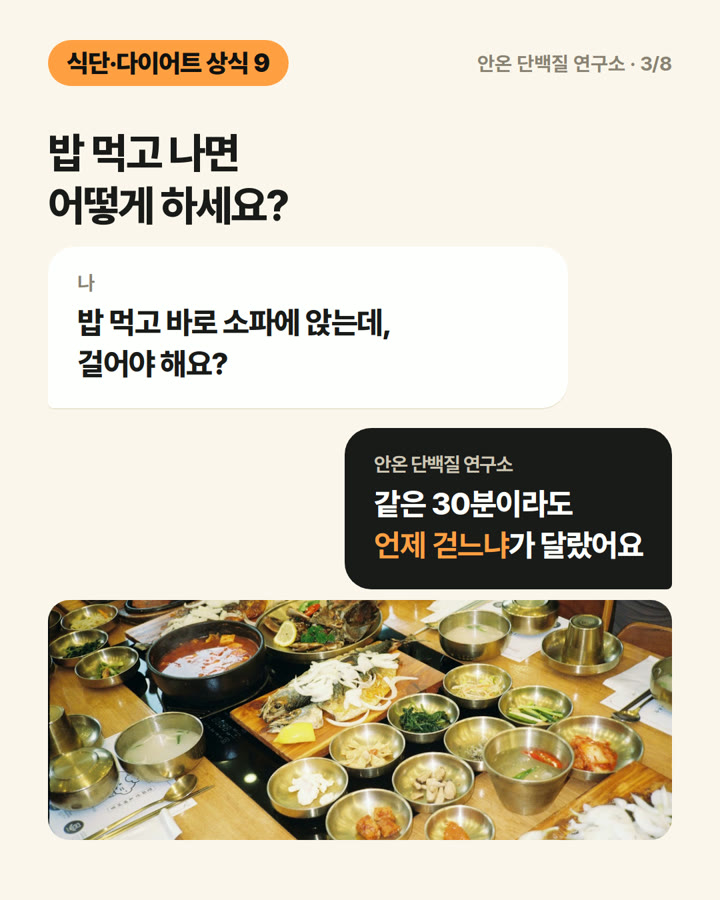 식단·다이어트 상식 9
안온 단백질 연구소 · 3/8
밥 먹고 나면
어떻게 하세요?
나
밥 먹고 바로 소파에 앉는데,
걸어야 해요?
안온 단백질 연구소
같은 30분이라도
언제 걷느냐가 달랐어요